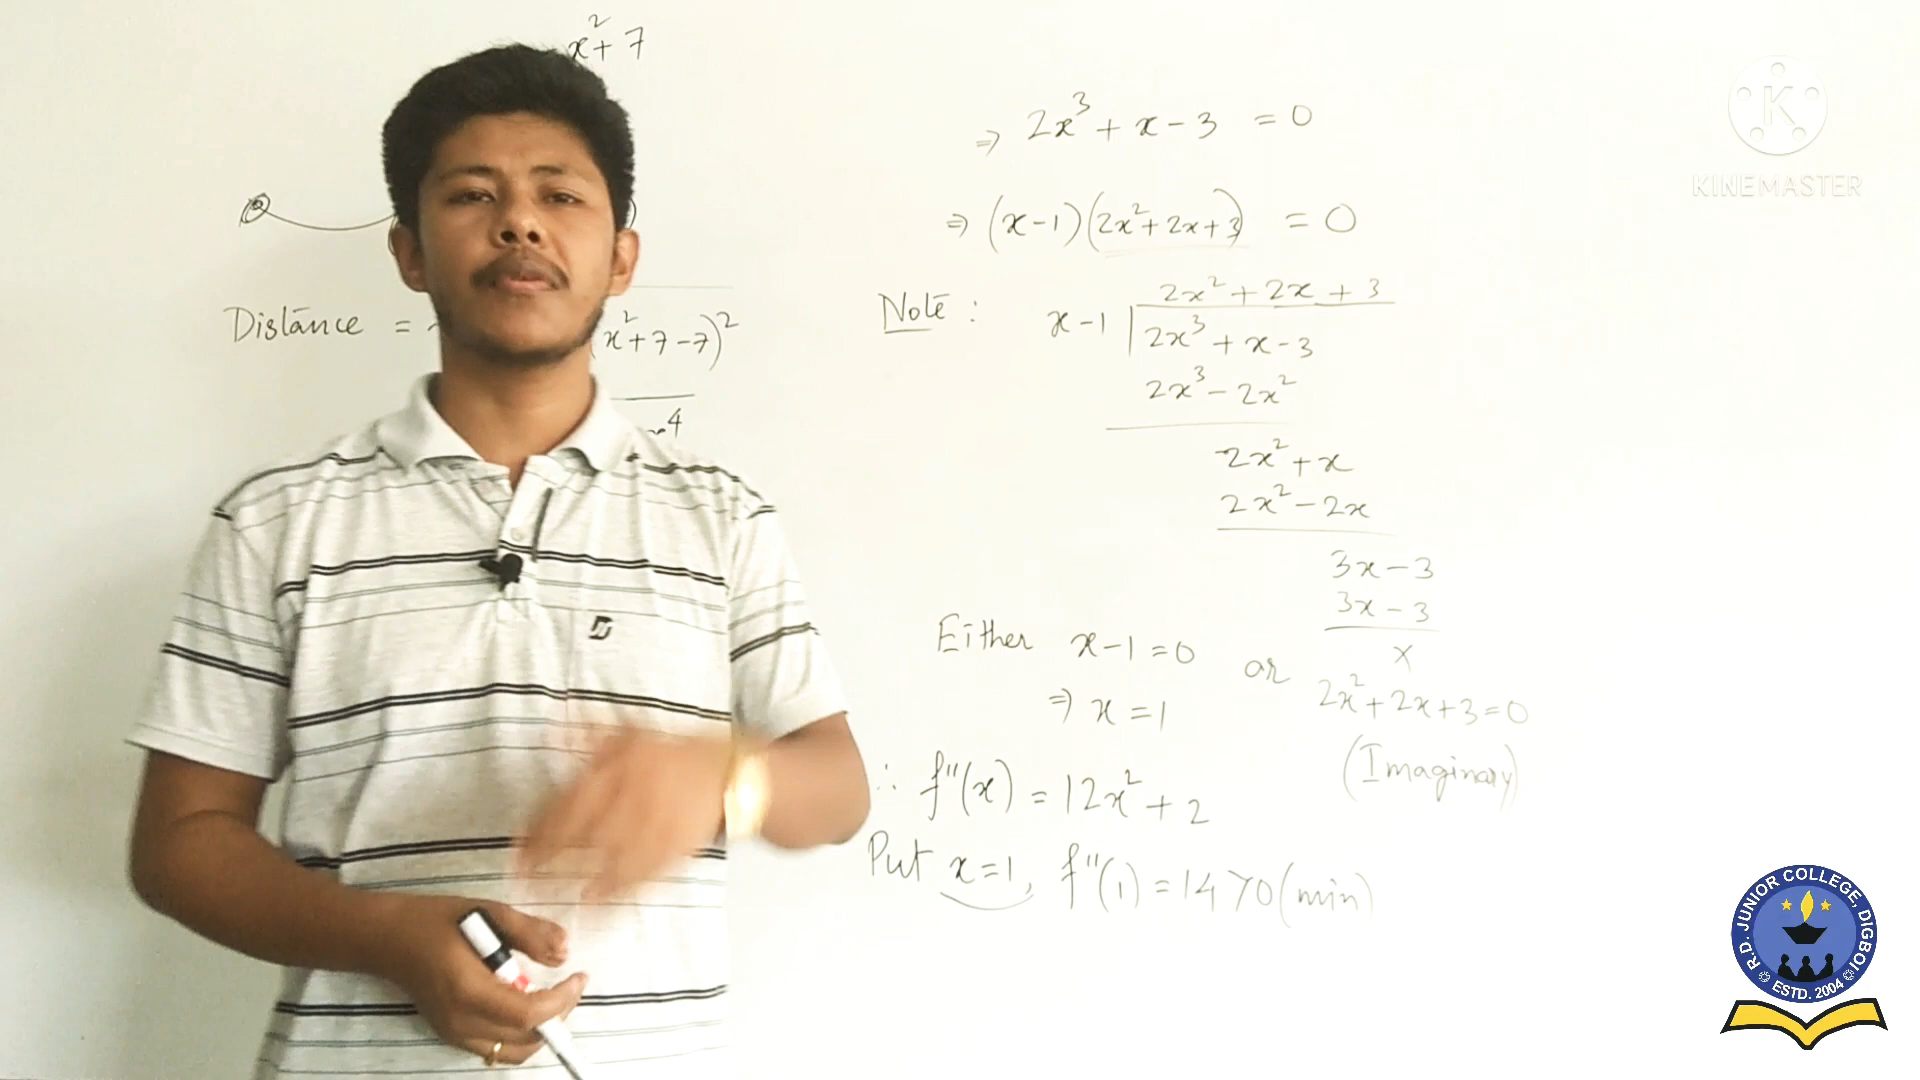 x²+ 7
Distance =
(x²+7-7)²
4
⇒ 2x³ + x - 3 = 0
⇒ (x-1)(2x²+2x+3) = 0
Note :
2x² + 2x + 3
x-1 2x³ + x - 3
2x³ - 2x²
2x² + x
2x² - 2x
3x - 3
3x - 3
x
Either x-1 = 0 or 2x²+2x+3=0
⇒ x = 1 (Imaginary)
∴ f''(x) = 12x² + 2
Put x=1, f''(1) = 14 >0 (min)
K
KINEMASTER
R.D. JUNIOR COLLEGE, DIGBOI
ESTD. 2004